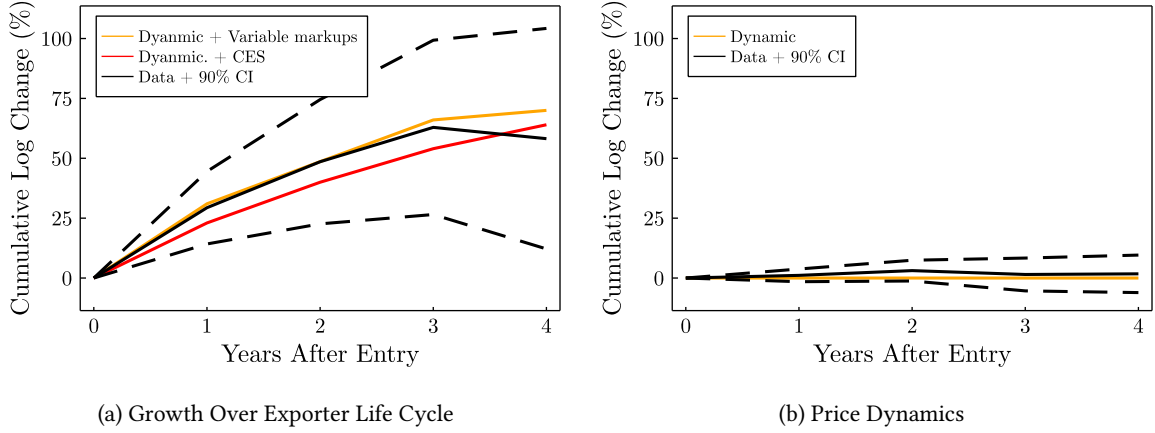 Cumulative Log Change (%)
100
75
50
25
0
Dyanmic + Variable markups
Dyanmic. + CES
Data + 90% CI
0 1 2 3 4
Years After Entry
(a) Growth Over Exporter Life Cycle
Cumulative Log Change (%)
100
75
50
25
0
Dynamic
Data + 90% CI
0 1 2 3 4
Years After Entry
(b) Price Dynamics